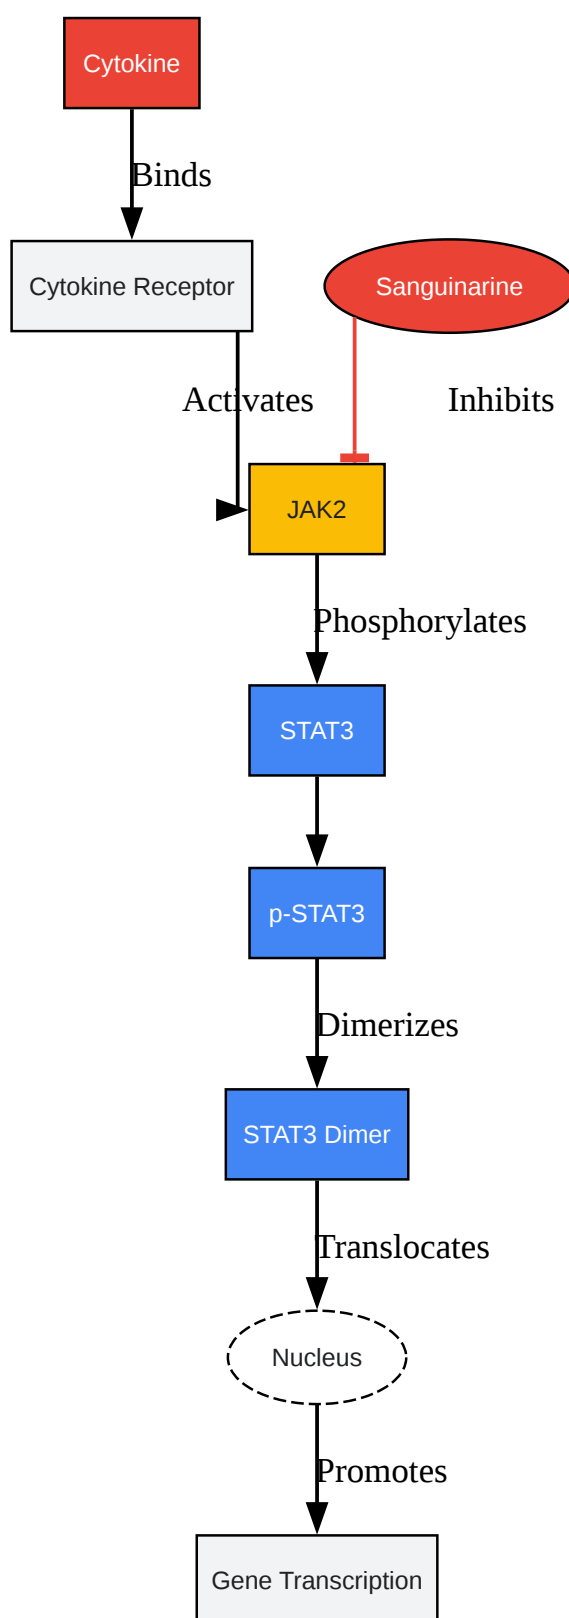 Cytokine
Binds
Cytokine Receptor
Sanguinarine
Activates
Inhibits
JAK2
Phosphorylates
STAT3
p-STAT3
Dimerizes
STAT3 Dimer
Translocates
Nucleus
Promotes
Gene Transcription